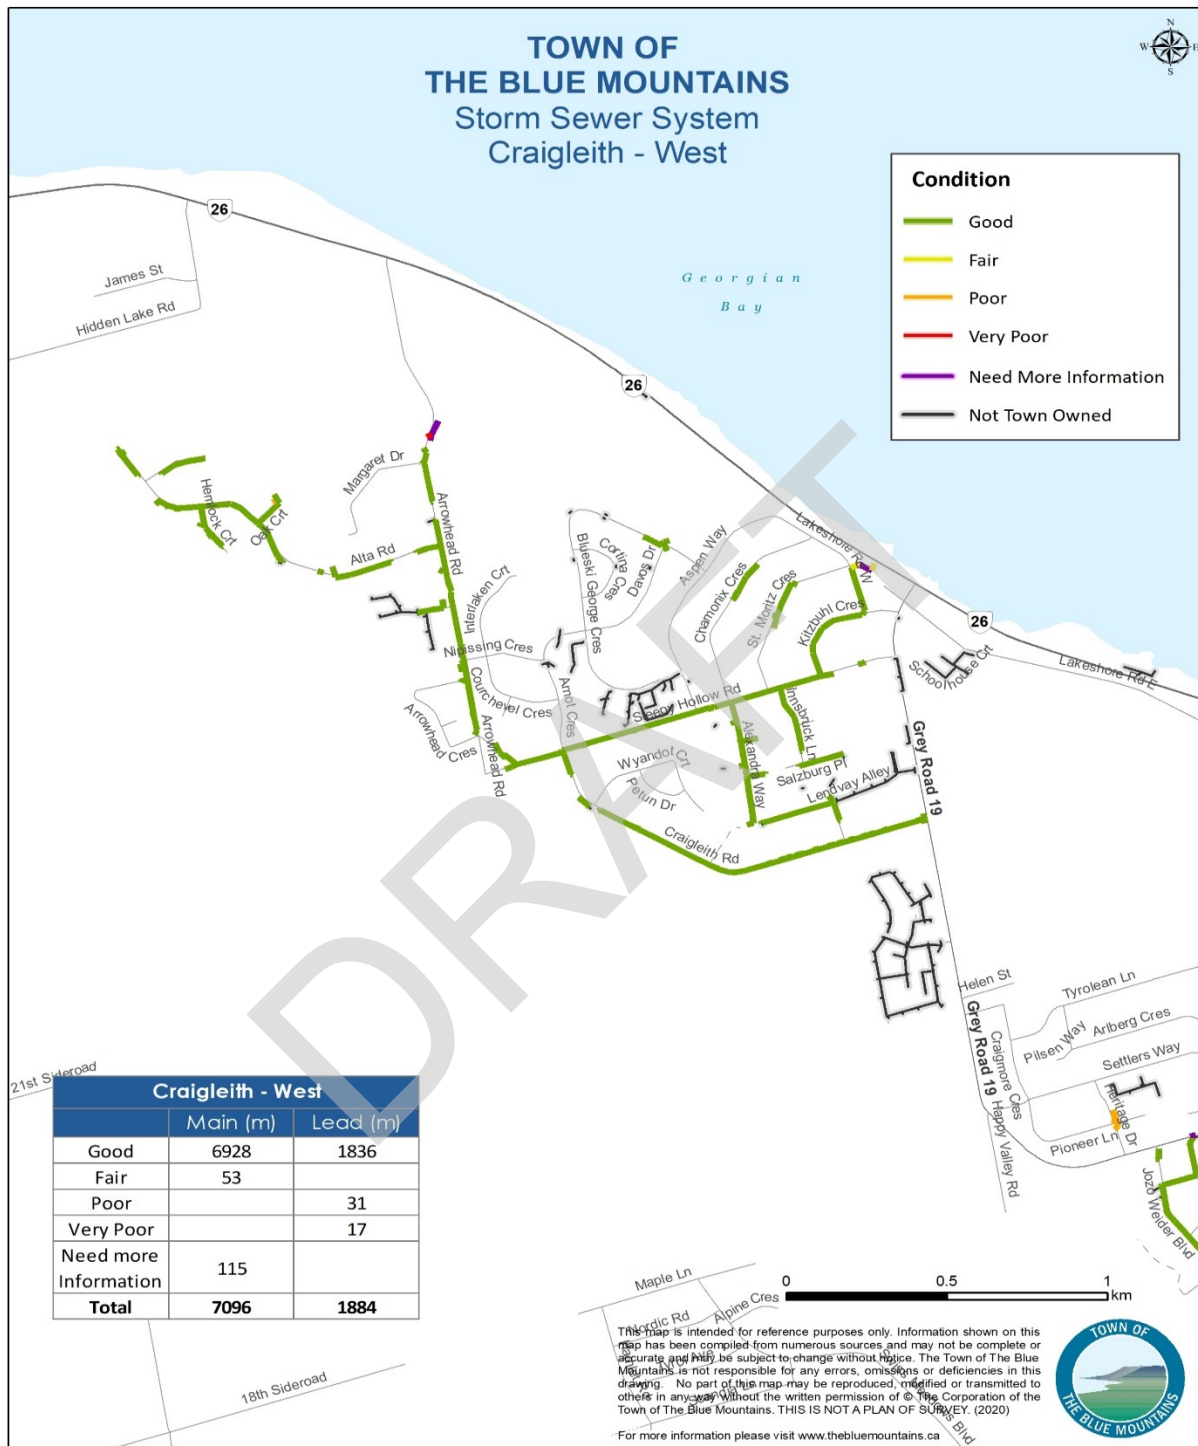 TOWN OF
THE BLUE MOUNTAINS
Storm Sewer System
Craigleith - West
N
W E
S
Condition
Good
Fair
Poor
Very Poor
Need More Information
Not Town Owned
Georgian
Bay
26
26
26
James St
Hidden Lake Rd
Margaret Dr
Hemlock Crt
Oak Crt
Alta Rd
Arrowhead Rd
Interlaken Crt
Nipissing Cres
Courchevel Cres
Arrowhead Cres
Arrowhead Rd
Arnot Cres
Blueski George Cres
Cortina Cres
Davos Dr
Aspen Way
Chamonix Cres
St. Moritz Cres
Kitzbuhl Cres
Lakeshore Rd W
Schoolhouse Crt
Lakeshore Rd E
Sleepy Hollow Rd
Innsbruck Ln
Alexandra Way
Salzburg Pl
Lendvay Alley
Wyandot Crt
Petun Dr
Craigleith Rd
Grey Road 19
Helen St
Grey Road 19
Tyrolean Ln
Pilsen Way
Arlberg Cres
Settlers Way
Craigmore Cres
Happy Valley Rd
Heritage Dr
Pioneer Ln
Jozo Weider Blvd
21st Sideroad
18th Sideroad
Maple Ln
Nordic Rd
Alpine Cres
DRAFT
Craigleith - West
Main (m) Lead (m)
Good 6928 1836
Fair 53
Poor 31
Very Poor 17
Need more
Information 115
Total 7096 1884
0 0.5 1
km
This map is intended for reference purposes only. Information shown on this
map has been compiled from numerous sources and may not be complete or
accurate and may be subject to change without notice. The Town of The Blue
Mountains is not responsible for any errors, omissions or deficiencies in this
drawing. No part of this map may be reproduced, modified or transmitted to
others in any way without the written permission of © The Corporation of the
Town of The Blue Mountains. THIS IS NOT A PLAN OF SURVEY. (2020)
For more information please visit www.thebluemountains.ca
TOWN OF
THE BLUE MOUNTAINS